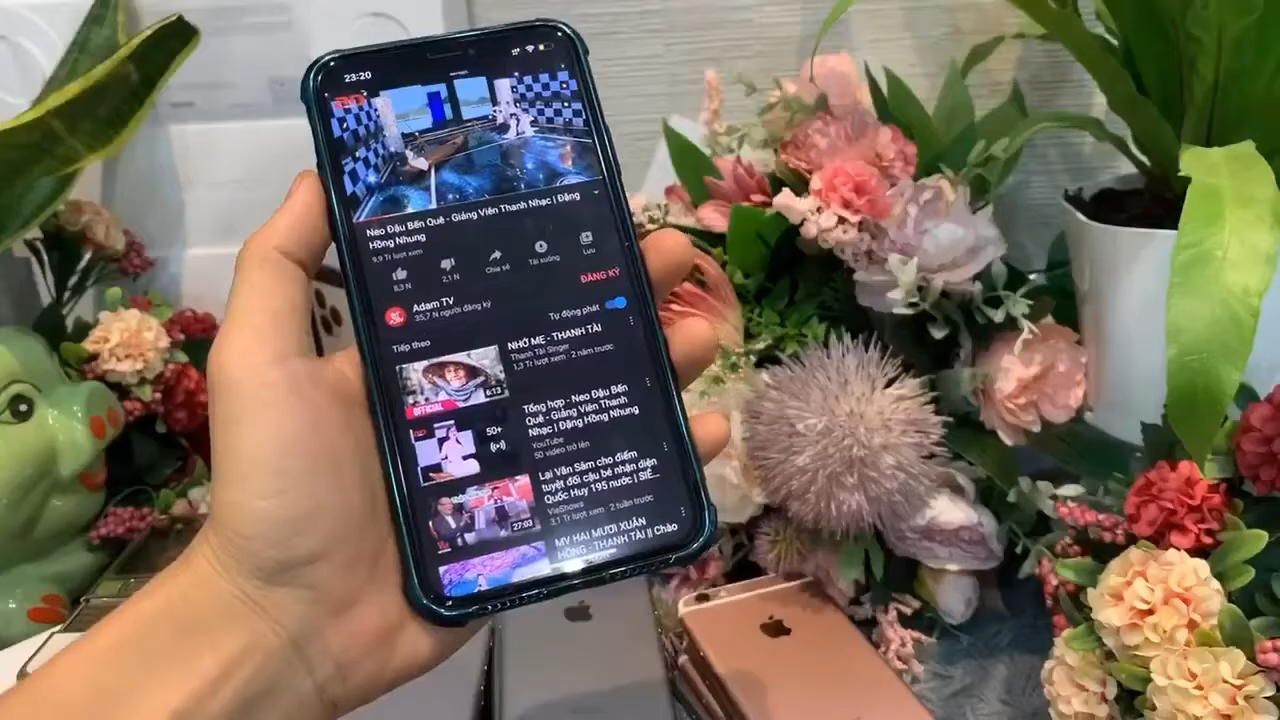 23:20
Neo Đậu Bến Quê - Giảng Viên Thanh Nhạc | Đặng
Hồng Nhung
9,9 Tr lượt xem
8,3 N
2,1 N
Chia sẻ
Tải xuống
Lưu
Adam TV
35,7 N người đăng ký
ĐĂNG KÝ
Tiếp theo
Tự động phát
NHỚ MẸ - THANH TÀI
Thanh Tài Singer
1,3 Tr lượt xem · 2 năm trước
6:13
OFFICIAL
50+
Tổng hợp - Neo Đậu Bến
Quê - Giảng Viên Thanh
Nhạc | Đặng Hồng Nhung
YouTube
50 video trở lên
Lại Văn Sâm cho điểm
tuyệt đối cậu bé nhận diện
Quốc Huy 195 nước | SIÊ...
VieShows
3,1 Tr lượt xem · 2 tuần trước
27:03
MV HAI MƯƠI XUÂN
HỒNG - THANH TÀI || Chào